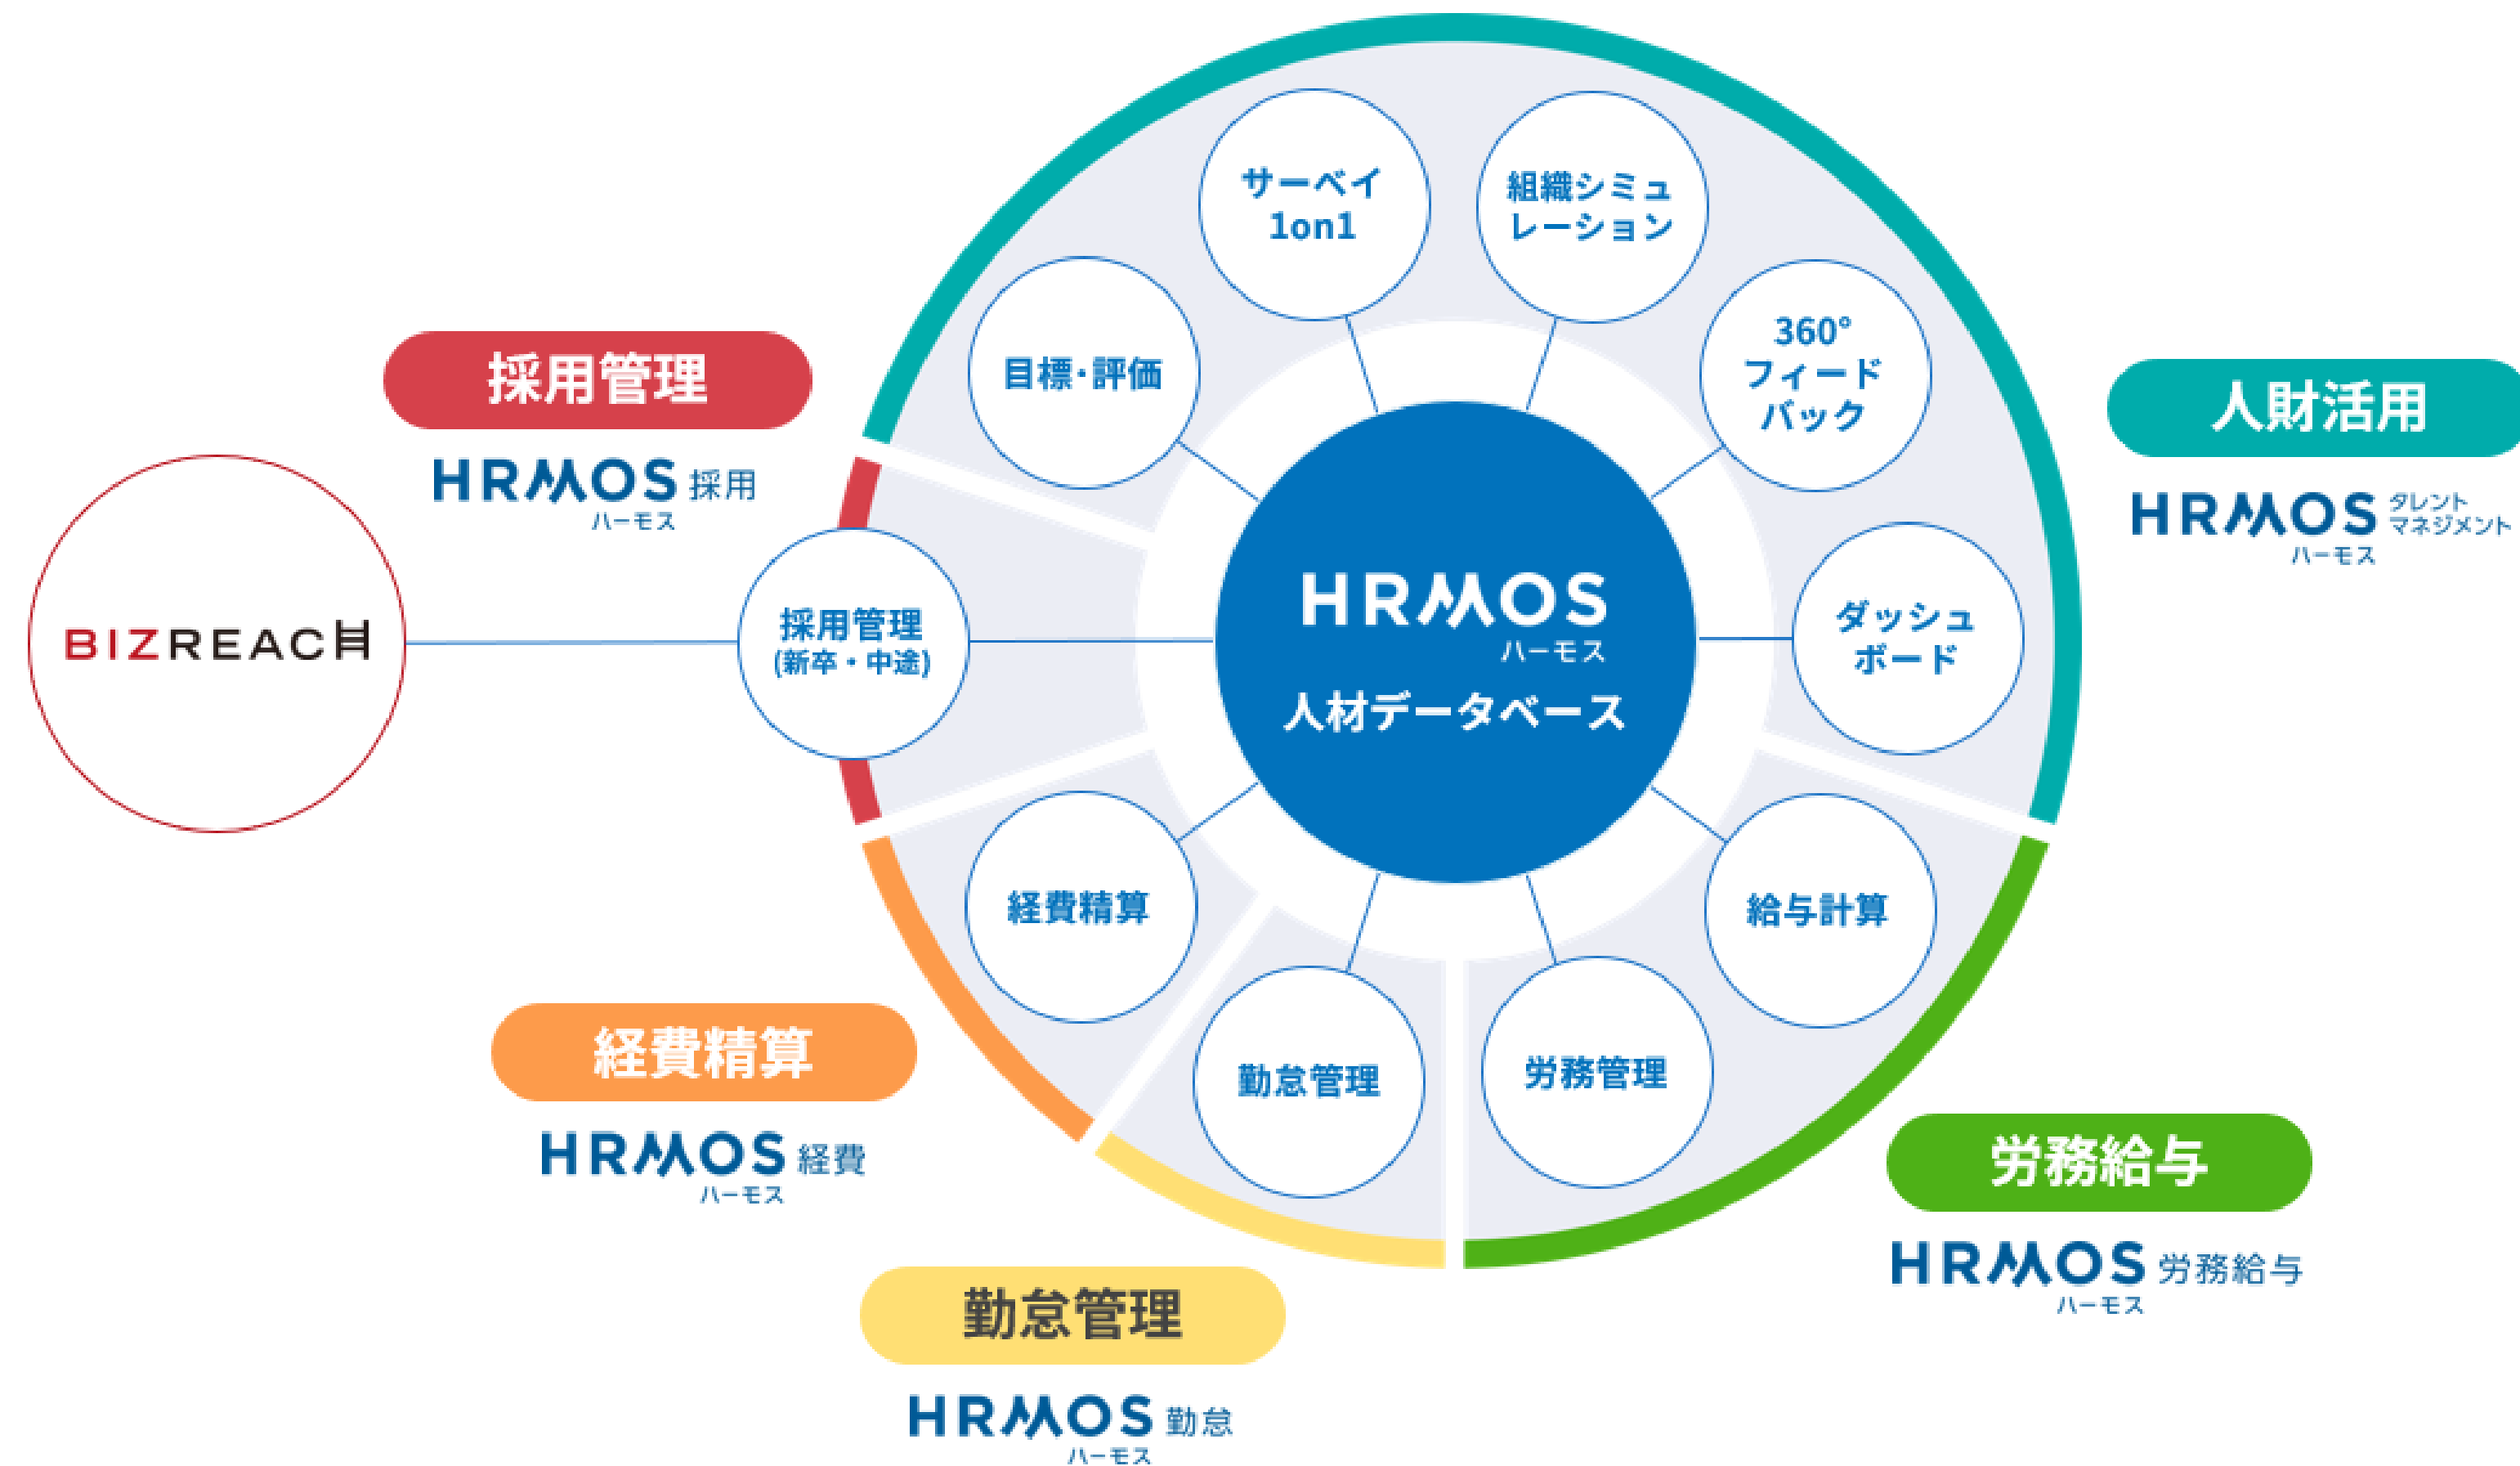 サーベイ
1on1
組織シミュ
レーション
360°
フィード
バック
目標･評価
採用管理
HRMOS 採用
ハーモス
人財活用
HRMOS タレント
マネジメント
ハーモス
BIZREACH
採用管理
(新卒・中途)
HRMOS
ハーモス
人材データベース
ダッシュ
ボード
経費精算
給与計算
勤怠管理
労務管理
経費精算
HRMOS 経費
ハーモス
労務給与
HRMOS 労務給与
ハーモス
勤怠管理
HRMOS 勤怠
ハーモス